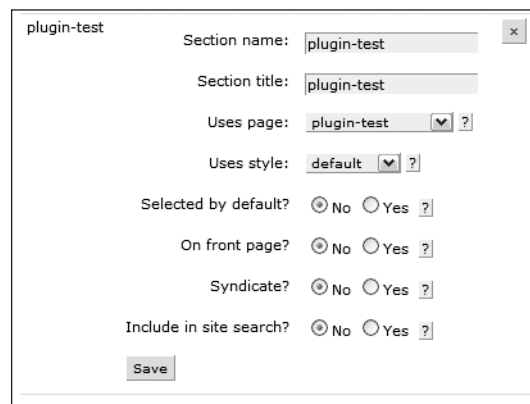 plugin-test
Section name: plugin-test
×
Section title: plugin-test
Uses page: plugin-test ?
Uses style: default ?
Selected by default? No Yes ?
On front page? No Yes ?
Syndicate? No Yes ?
Include in site search? No Yes ?
Save